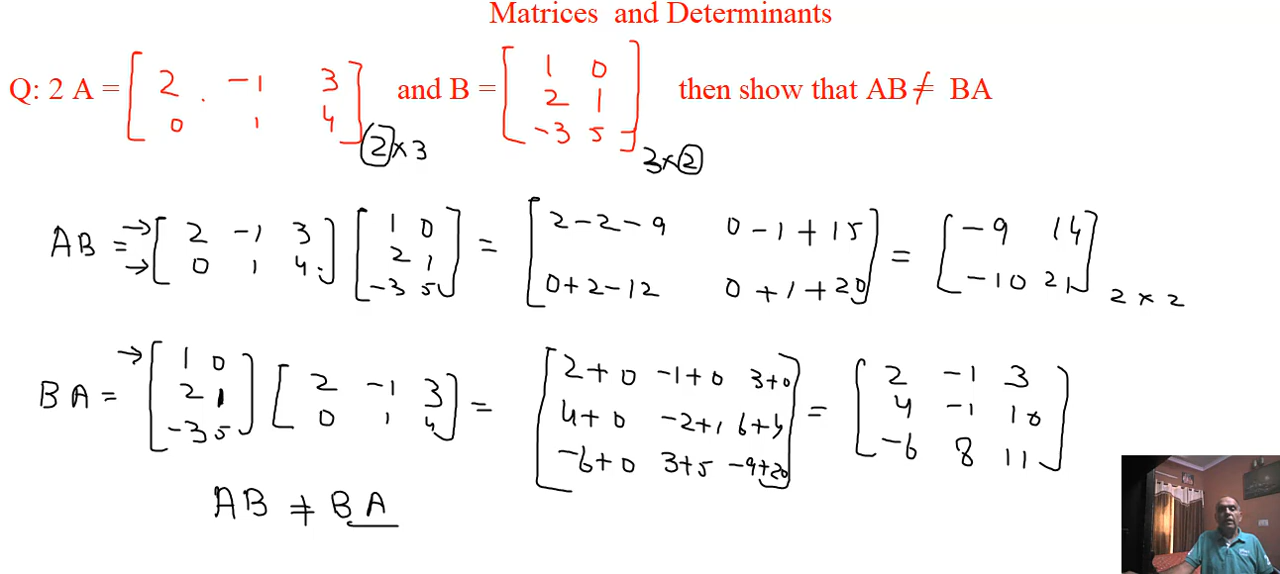 Matrices and Determinants
Q: 2 A = [ 2 . -1 3 and B = [ 1 0 then show that AB ≠ BA
0 1 4 ] 2×3 2 1
-3 5 ] 3×2
AB = → [ 2 -1 3 ] [ 1 0 ] = [ 2-2-9 0-1+15 ] = [ -9 14 ]
→ 0 1 4 2 1
-3 5 0+2-12 0+1+20 -10 21 2×2
BA = → [ 1 0 ] [ 2 -1 3 ] = [ 2+0 -1+0 3+0 ] = [ 2 -1 3 ]
2 1 0 1 4 4+0 -2+1 6+4 4 -1 10
-3 5 -6+0 3+5 -9+20 -6 8 11
AB ≠ BA